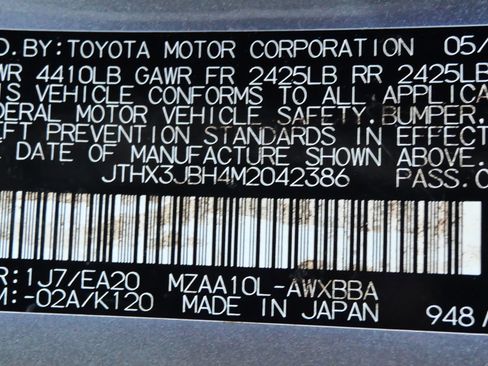 D.BY:TOYOTA MOTOR CORPORATION 05/
WR 4410LB GAWR FR 2425LB RR 2425LB
IS VEHICLE CONFORMS TO ALL APPLICA
DERAL MOTOR VEHICLE SAFETY,BUMPER,
EFT PREVENTION STANDARDS IN EFFECT
E DATE OF MANUFACTURE SHOWN ABOVE.
JTHX3JBH4M2042386 PASS.C
R:1J7/EA20 MZAA10L-AWXBBA
M:-02A/K120 MADE IN JAPAN 948/